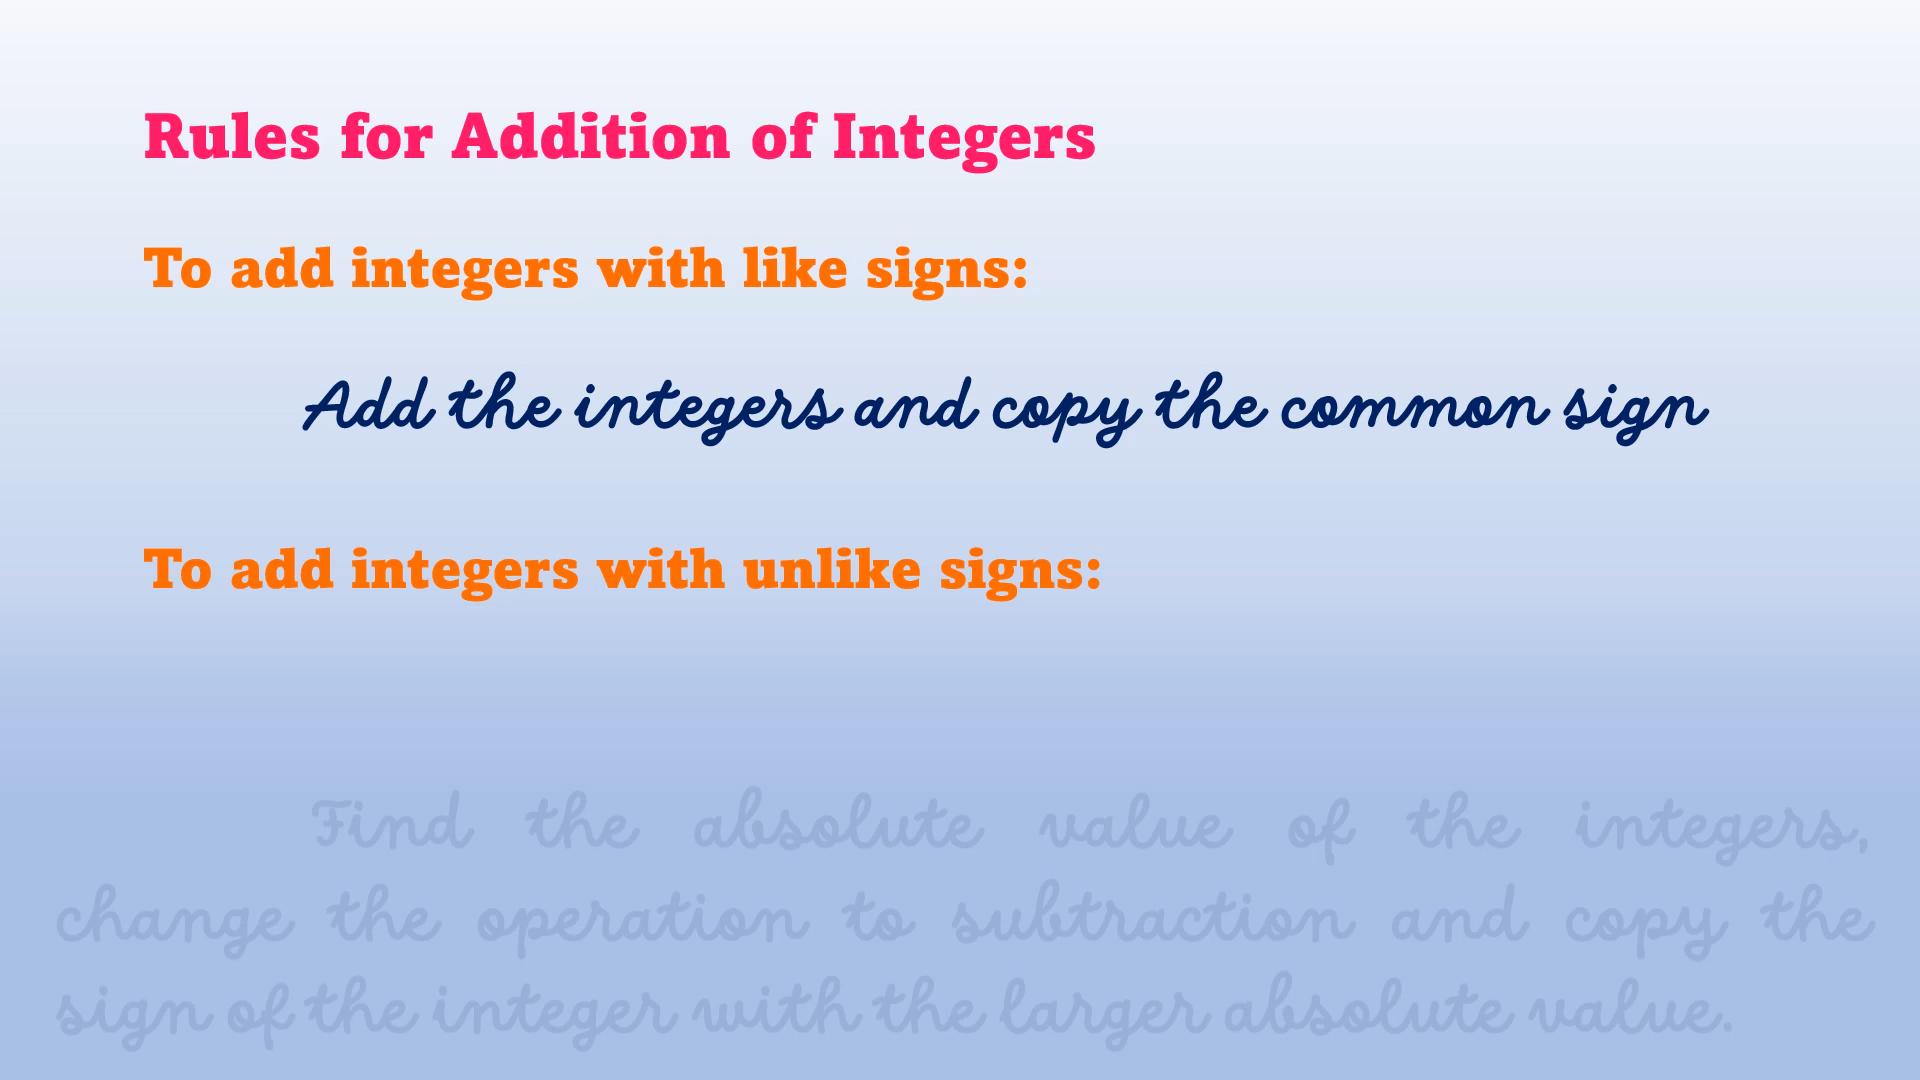 Rules for Addition of Integers
To add integers with like signs:
Add the integers and copy the common sign
To add integers with unlike signs:
Find the absolute value of the integers,
change the operation to subtraction and copy the
sign of the integer with the larger absolute value.